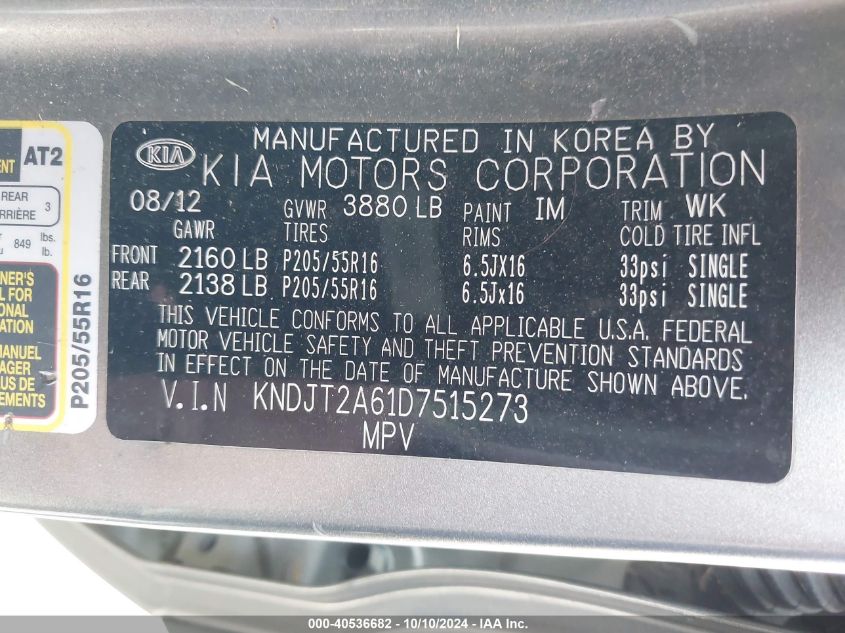 MANUFACTURED IN KOREA BY
KIA KIA MOTORS CORPORATION
08/12 GVWR 3880 LB PAINT IM TRIM WK
GAWR TIRES RIMS COLD TIRE INFL
FRONT 2160 LB P205/55R16 6.5JX16 33psi SINGLE
REAR 2138 LB P205/55R16 6.5Jx16 33psi SINGLE
THIS VEHICLE CONFORMS TO ALL APPLICABLE U.S.A. FEDERAL
MOTOR VEHICLE SAFETY AND THEFT PREVENTION STANDARDS
IN EFFECT ON THE DATE OF MANUFACTURE SHOWN ABOVE.
V.I.N KNDJT2A61D7515273
MPV
AT2
REAR
3
849 lbs.
lb.
MANUEL
P205/55R16
000-40536682 - 10/10/2024 - IAA Inc.